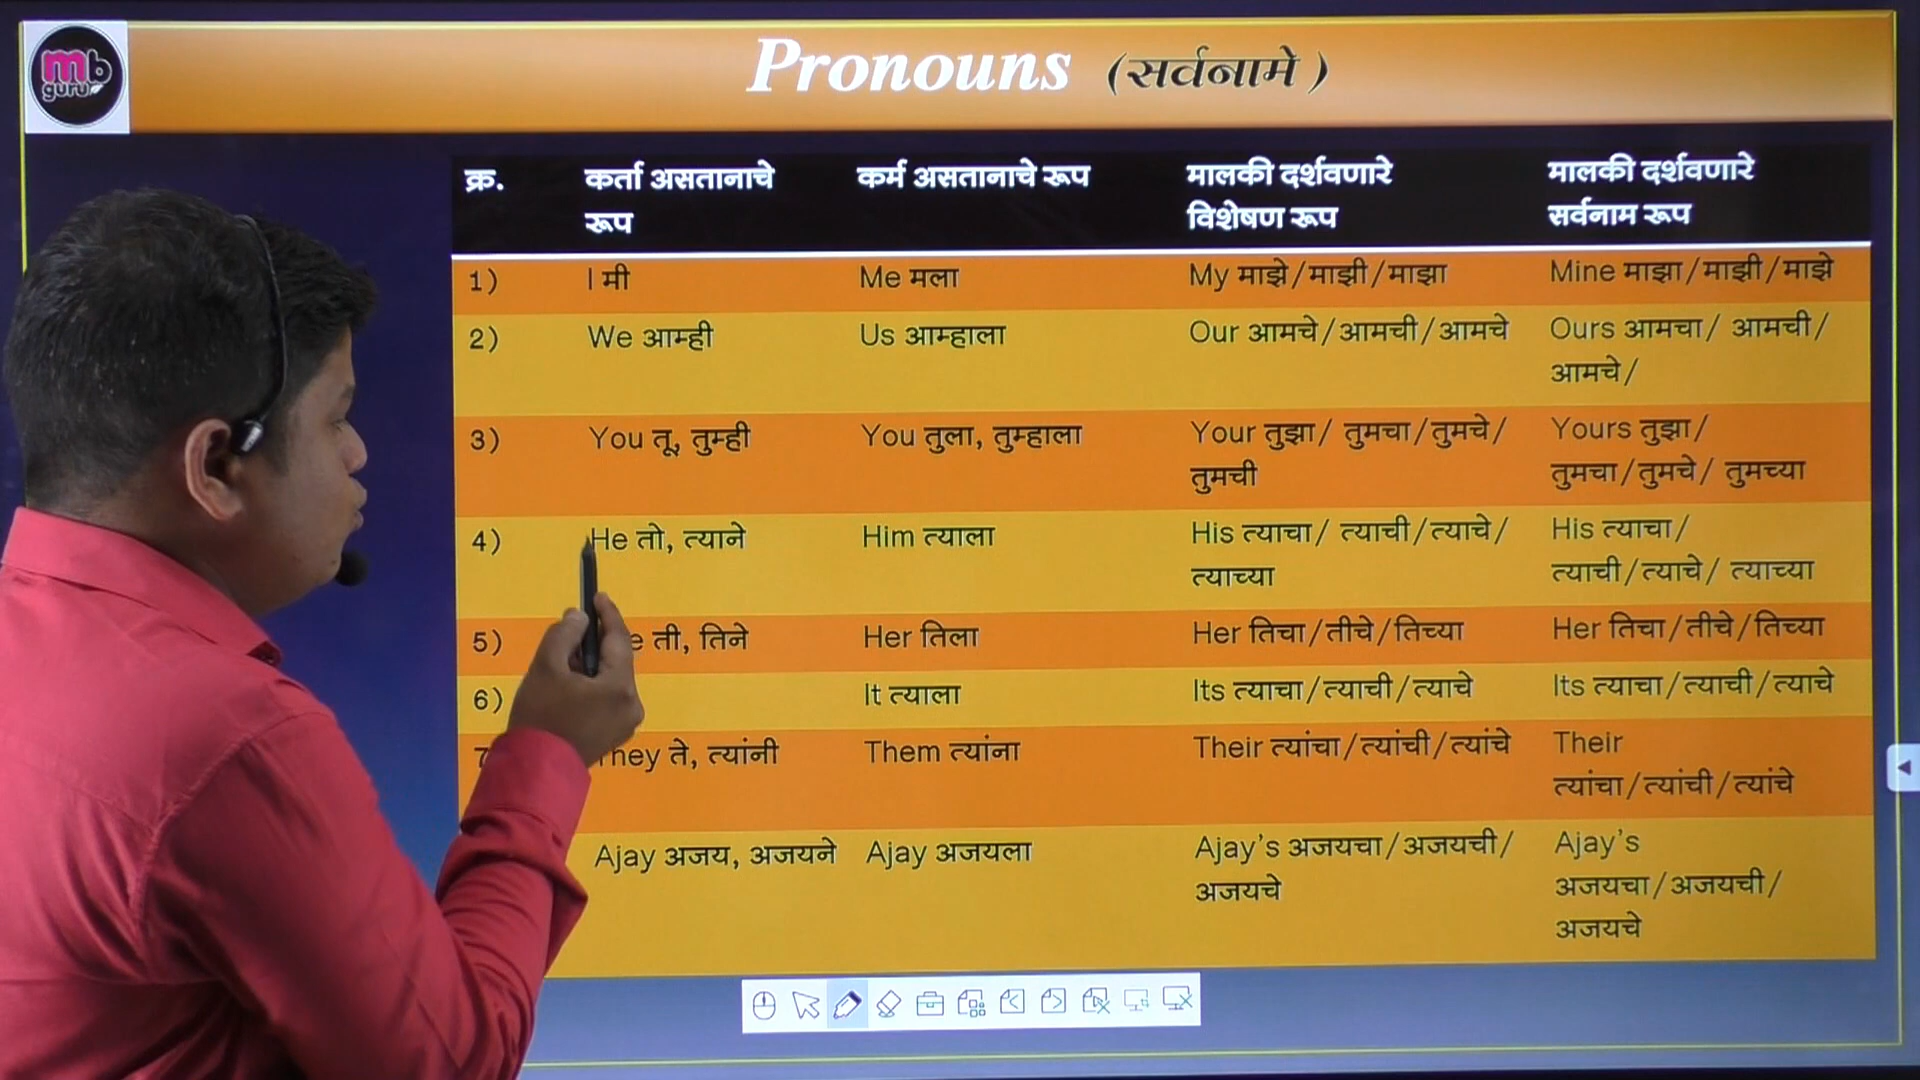 mb
guru
Pronouns (सर्वनामे)
क्र. कर्ता असतानाचे रूप कर्म असतानाचे रूप मालकी दर्शवणारे विशेषण रूप मालकी दर्शवणारे सर्वनाम रूप
1) I मी Me मला My माझे/माझी/माझा Mine माझा/माझी/माझे
2) We आम्ही Us आम्हाला Our आमचे/आमची/आमचे Ours आमचा/ आमची/ आमचे/
3) You तू, तुम्ही You तुला, तुम्हाला Your तुझा/ तुमचा/तुमचे/ तुमची Yours तुझा/ तुमचा/तुमचे/ तुमच्या
4) He तो, त्याने Him त्याला His त्याचा/ त्याची/त्याचे/ त्याच्या His त्याचा/ त्याची/त्याचे/ त्याच्या
5) ती, तिने Her तिला Her तिचा/तीचे/तिच्या Her तिचा/तीचे/तिच्या
6) It त्याला Its त्याचा/त्याची/त्याचे Its त्याचा/त्याची/त्याचे
7 They ते, त्यांनी Them त्यांना Their त्यांचा/त्यांची/त्यांचे Their त्यांचा/त्यांची/त्यांचे
Ajay अजय, अजयने Ajay अजयला Ajay's अजयचा/अजयची/ अजयचे Ajay's अजयचा/अजयची/ अजयचे